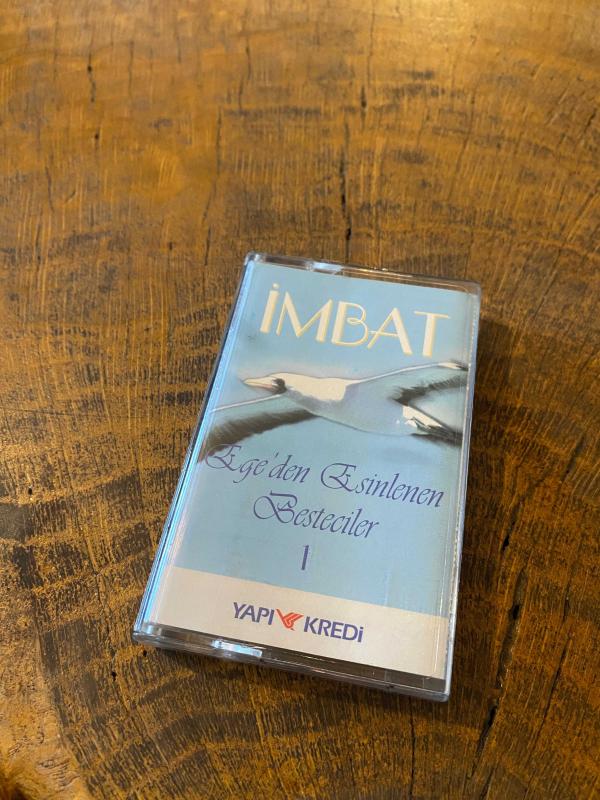 İMBAT
Ege'den Esinlenen
Besteciler
1
YAPI KREDİ